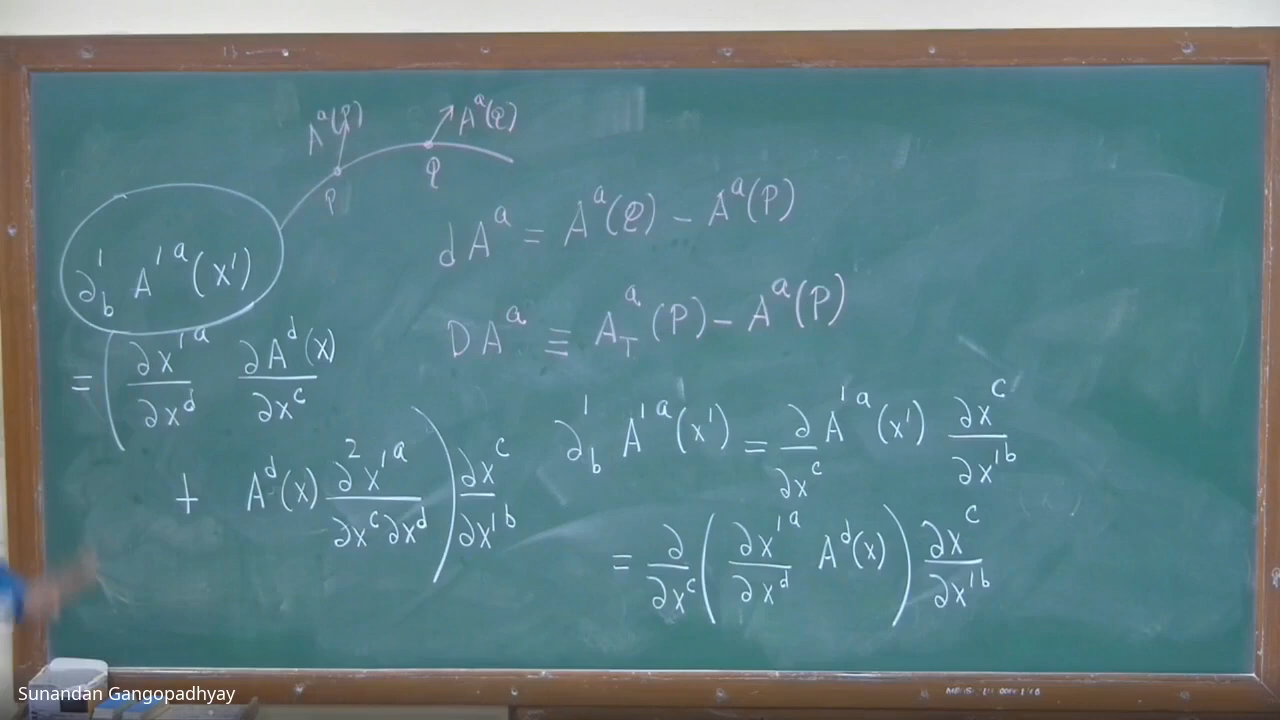 A^a(P)
A^a(Q)
P
Q
dA^a = A^a(Q) - A^a(P)
DA^a ≡ A_T^a(P) - A^a(P)
∂'_b A'^a(x')
= ( ∂x'^a/∂x^d ∂A^d(x)/∂x^c
+ A^d(x) ∂²x'^a/∂x^c∂x^d ) ∂x^c/∂x'^b
∂'_b A'^a(x') = ∂/∂x^c A'^a(x') ∂x^c/∂x'^b
= ∂/∂x^c ( ∂x'^a/∂x^d A^d(x) ) ∂x^c/∂x'^b
Sunandan Gangopadhyay